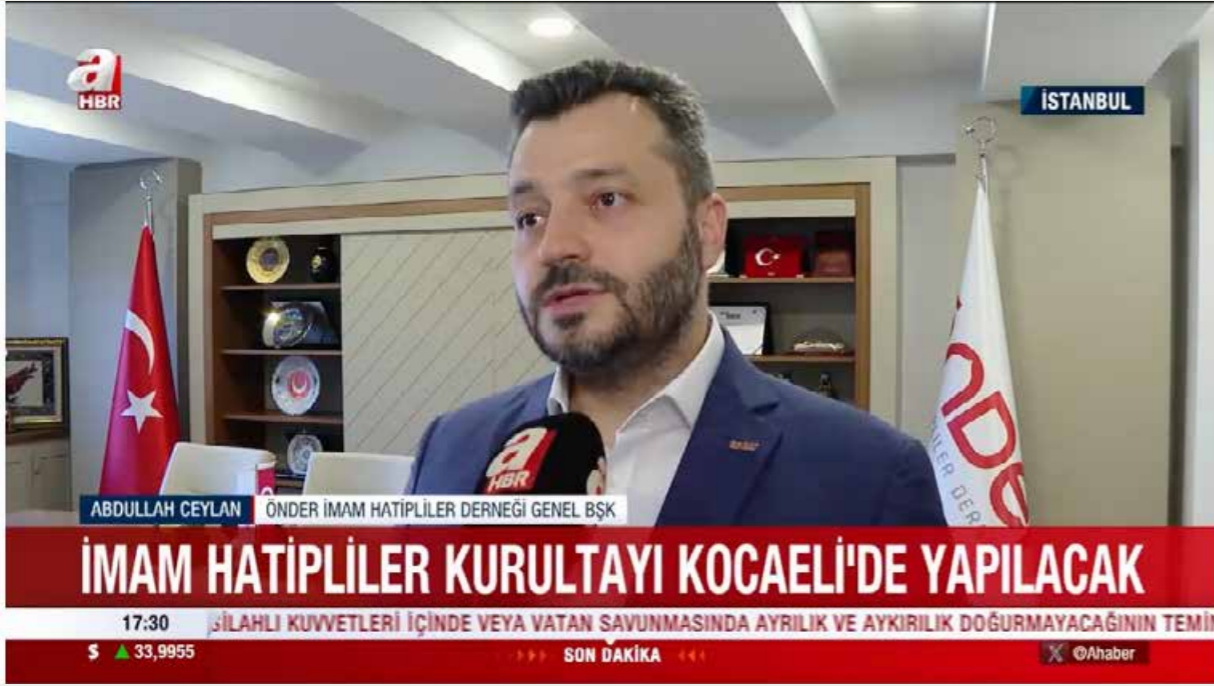 a
HBR
İSTANBUL
a
HBR
ABDULLAH CEYLAN
ÖNDER İMAM HATİPLİLER DERNEĞİ GENEL BŞK
İMAM HATİPLİLER KURULTAYI KOCAELİ'DE YAPILACAK
17:30
SİLAHLI KUVVETLERİ İÇİNDE VEYA VATAN SAVUNMASINDA AYRILIK VE AYKIRILIK DOĞURMAYACAĞININ
$ ▲ 33,9955
SON DAKİKA
@Ahaber